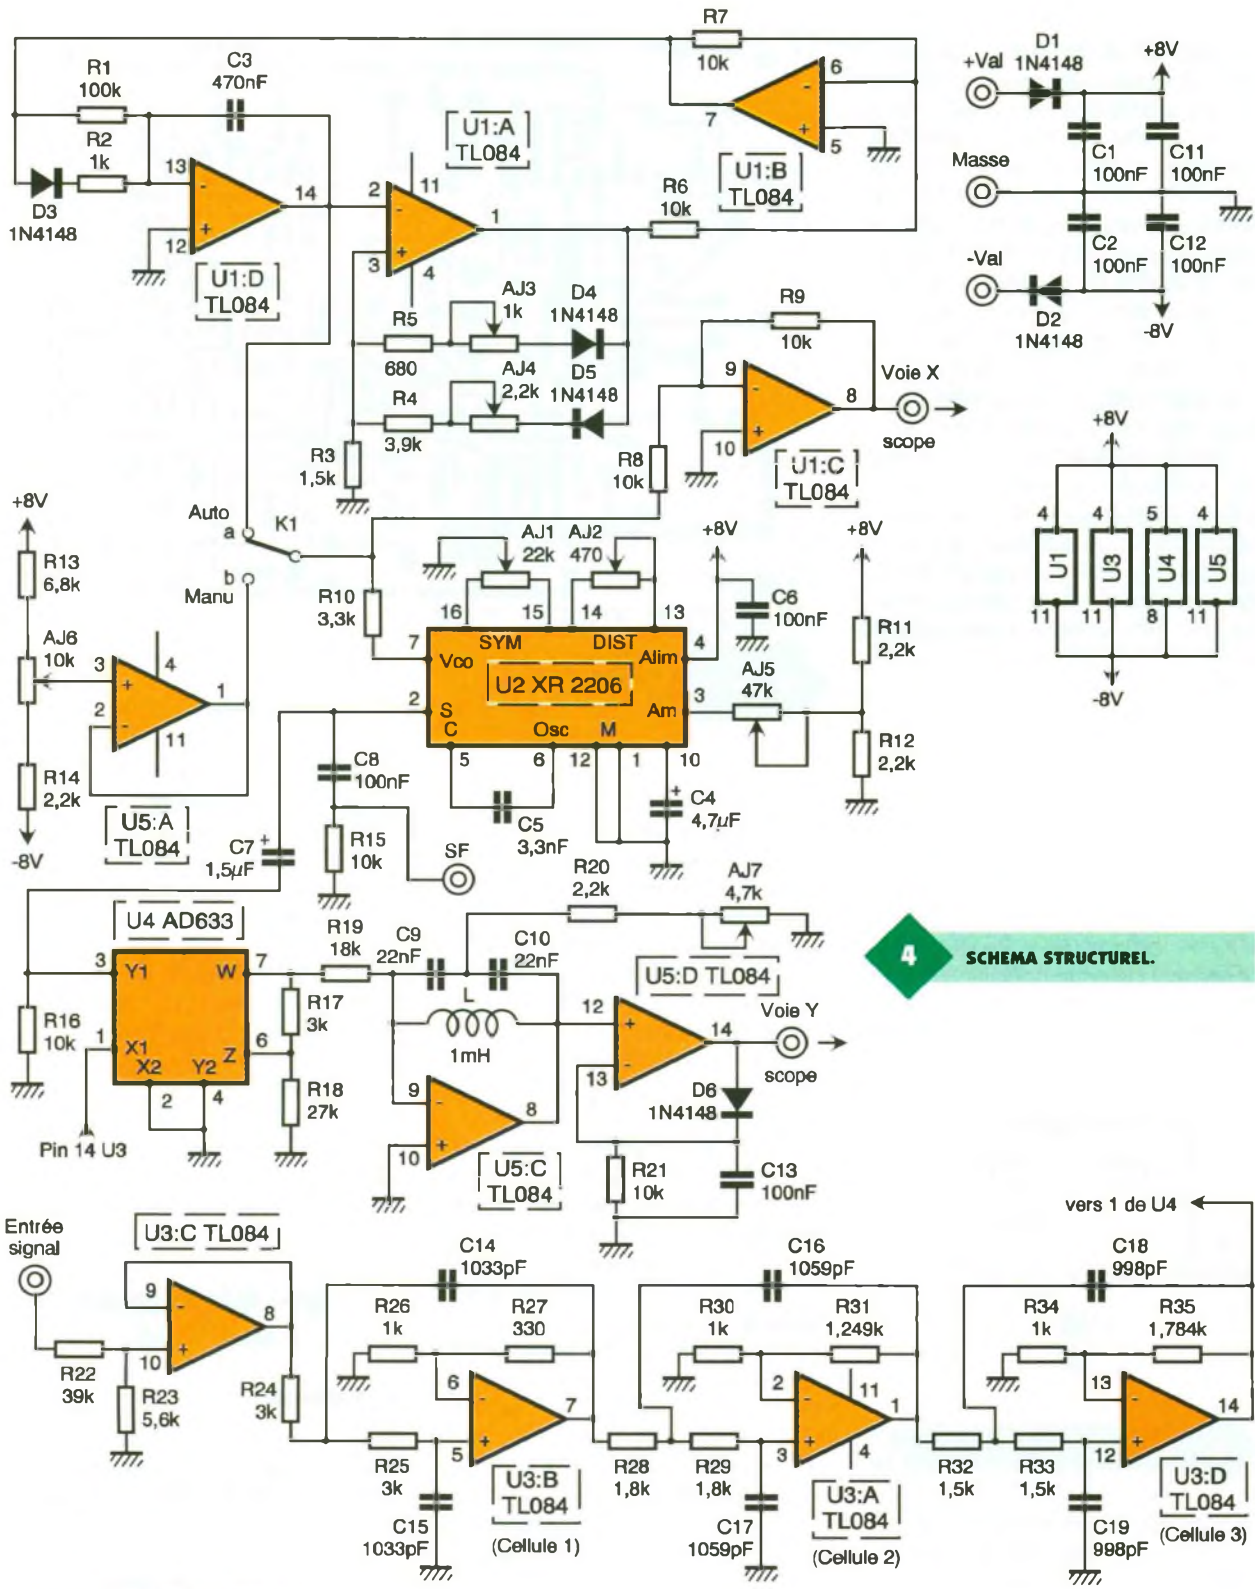 R7
10k
C3
470nF
R1
100k
R2
1k
D3
1N4148
13
-
14
+
12
U1:D
TL084
U1:A
TL084
2
-
11
1
+
3
4
6
-
7
+
5
U1:B
TL084
R6
10k
D1
1N4148
+Val
+8V
C1
100nF
C11
100nF
Masse
C2
100nF
C12
100nF
-Val
D2
1N4148
-8V
AJ3
1k
D4
1N4148
R5
680
AJ4
2,2k
D5
1N4148
R4
3,9k
R3
1,5k
R9
10k
9
-
8
+
10
Voie X
scope
U1:C
TL084
R8
10k
+8V
4
4
5
4
U1
U3
U4
U5
11
11
8
11
-8V
Auto
a
K1
b
Manu
+8V
R13
6,8k
AJ6
10k
3
+
4
1
2
-
11
R14
2,2k
-8V
U5:A
TL084
AJ1
22k
AJ2
470
+8V
+8V
R10
3,3k
16
15
14
13
C6
100nF
R11
2,2k
7
SYM
DIST
4
Vco
Alim
U2 XR 2206
AJ5
47k
2
S
Am
3
C
Osc
M
5
6
12
1
10
R12
2,2k
C8
100nF
C5
3,3nF
+
C4
4,7µF
C7
1,5µF
+
R15
10k
SF
R20
2,2k
AJ7
4,7k
U4 AD633
R19
18k
C9
22nF
C10
22nF
4
SCHEMA STRUCTUREL.
3
Y1
W
7
R16
10k
1
X1
X2
Y2
Z
6
2
4
R17
3k
R18
27k
Pin 14 U3
L
1mH
9
-
8
+
10
U5:C
TL084
U5:D TL084
12
+
14
-
13
Voie Y
scope
D6
1N4148
R21
10k
C13
100nF
Entrée
signal
U3:C TL084
9
-
8
+
10
R22
39k
R23
5,6k
R24
3k
C14
1033pF
R26
1k
R27
330
6
-
7
+
5
R25
3k
C15
1033pF
U3:B
TL084
(Cellule 1)
C16
1059pF
R30
1k
R31
1,249k
2
-
11
1
+
3
4
R28
1,8k
R29
1,8k
C17
1059pF
U3:A
TL084
(Cellule 2)
vers 1 de U4
C18
998pF
R34
1k
R35
1,784k
13
-
14
+
12
R32
1,5k
R33
1,5k
C19
998pF
U3:D
TL084
(Cellule 3)